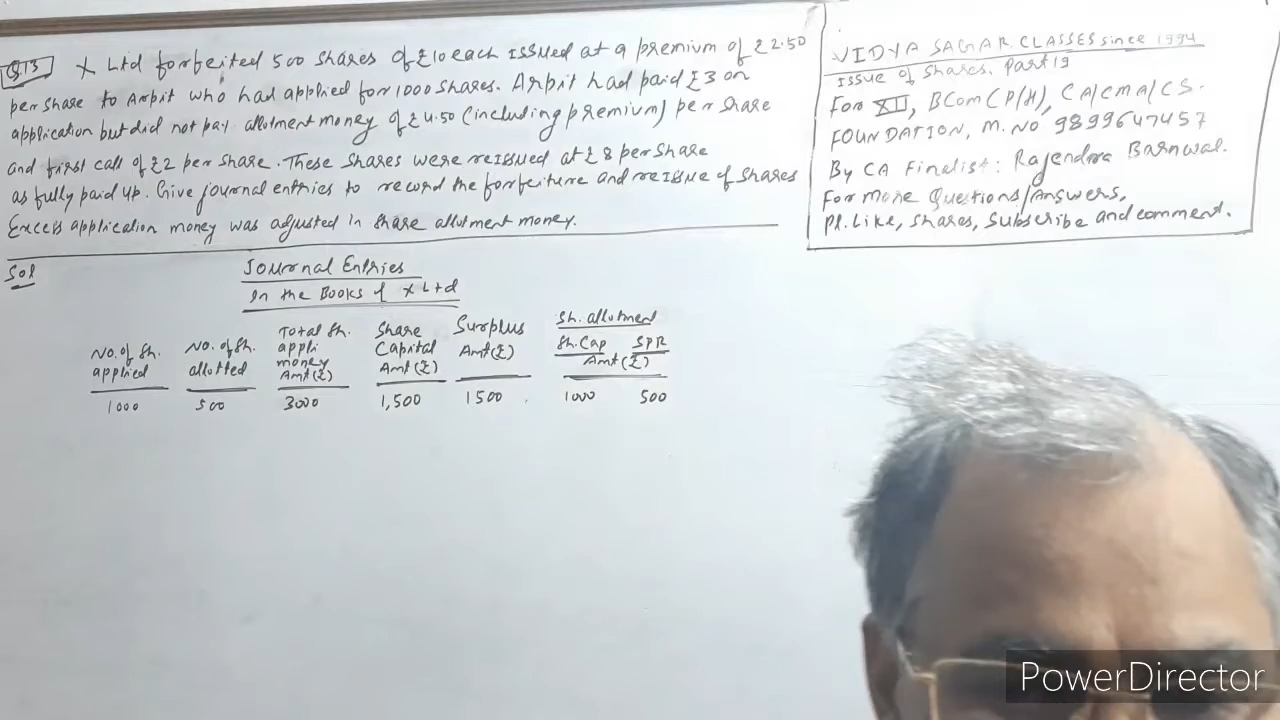 Q.13 X Ltd forfeited 500 shares of ₹10 each issued at a premium of ₹2.50
per share to Arpit who had applied for 1000 shares. Arpit had paid ₹3 on
application but did not pay allotment money of ₹4.50 (including premium) per share
and first call of ₹2 per share. These shares were reissued at ₹8 per share
as fully paid up. Give journal entries to record the forfeiture and reissue of shares
Excess application money was adjusted in share allotment money.
VIDYA SAGAR CLASSES since 1994
Issue of Shares. Part 19
For XII, BCom(P/H), CA/CMA/CS.
FOUNDATION, M.NO 9899647457
By CA Finalist: Rajendra Barnwal.
For More Questions/Answers,
Pl. Like, Shares, Subscribe and comment.
Sol
Journal Entries
In the Books of X Ltd
No. of Sh. applied
No. of Sh. allotted
Total Sh. appli money Amt(₹)
Share Capital Amt(₹)
Surplus Amt(₹)
Sh. allotment
Sh. Cap SPR
Amt(₹)
1000 500 3000 1,500 1500 1000 500
PowerDirector